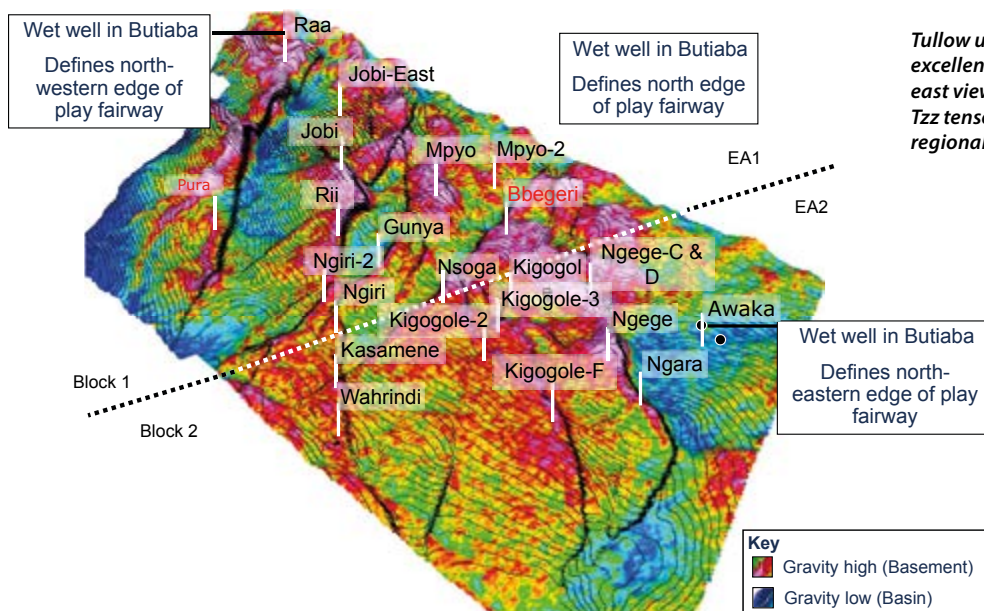 Wet well in Butiaba
Defines north-
western edge of
play fairway
Raa
Wet well in Butiaba
Defines north edge
of play fairway
Tullow u
excellen
east view
Tzz tens
regional
Jobi-East
Jobi
Mpyo
Mpyo-2
EA1
Pura
Rii
Bbegeri
EA2
Gunya
Ngiri-2
Nsoga
Kigogol
Ngege-C &
D
Ngiri
Kigogole-3
Kigogole-2
Ngege
Awaka
Wet well in Butiaba
Defines north-
eastern edge of play
fairway
Kasamene
Kigogole-F
Ngara
Block 1
Wahrindi
Block 2
Key
Gravity high (Basement)
Gravity low (Basin)